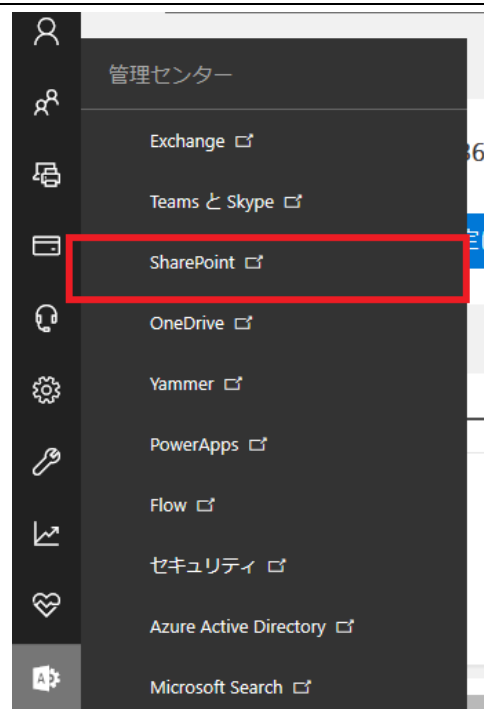 管理センター
Exchange
Teams と Skype
SharePoint
OneDrive
Yammer
PowerApps
Flow
セキュリティ
Azure Active Directory
Microsoft Search